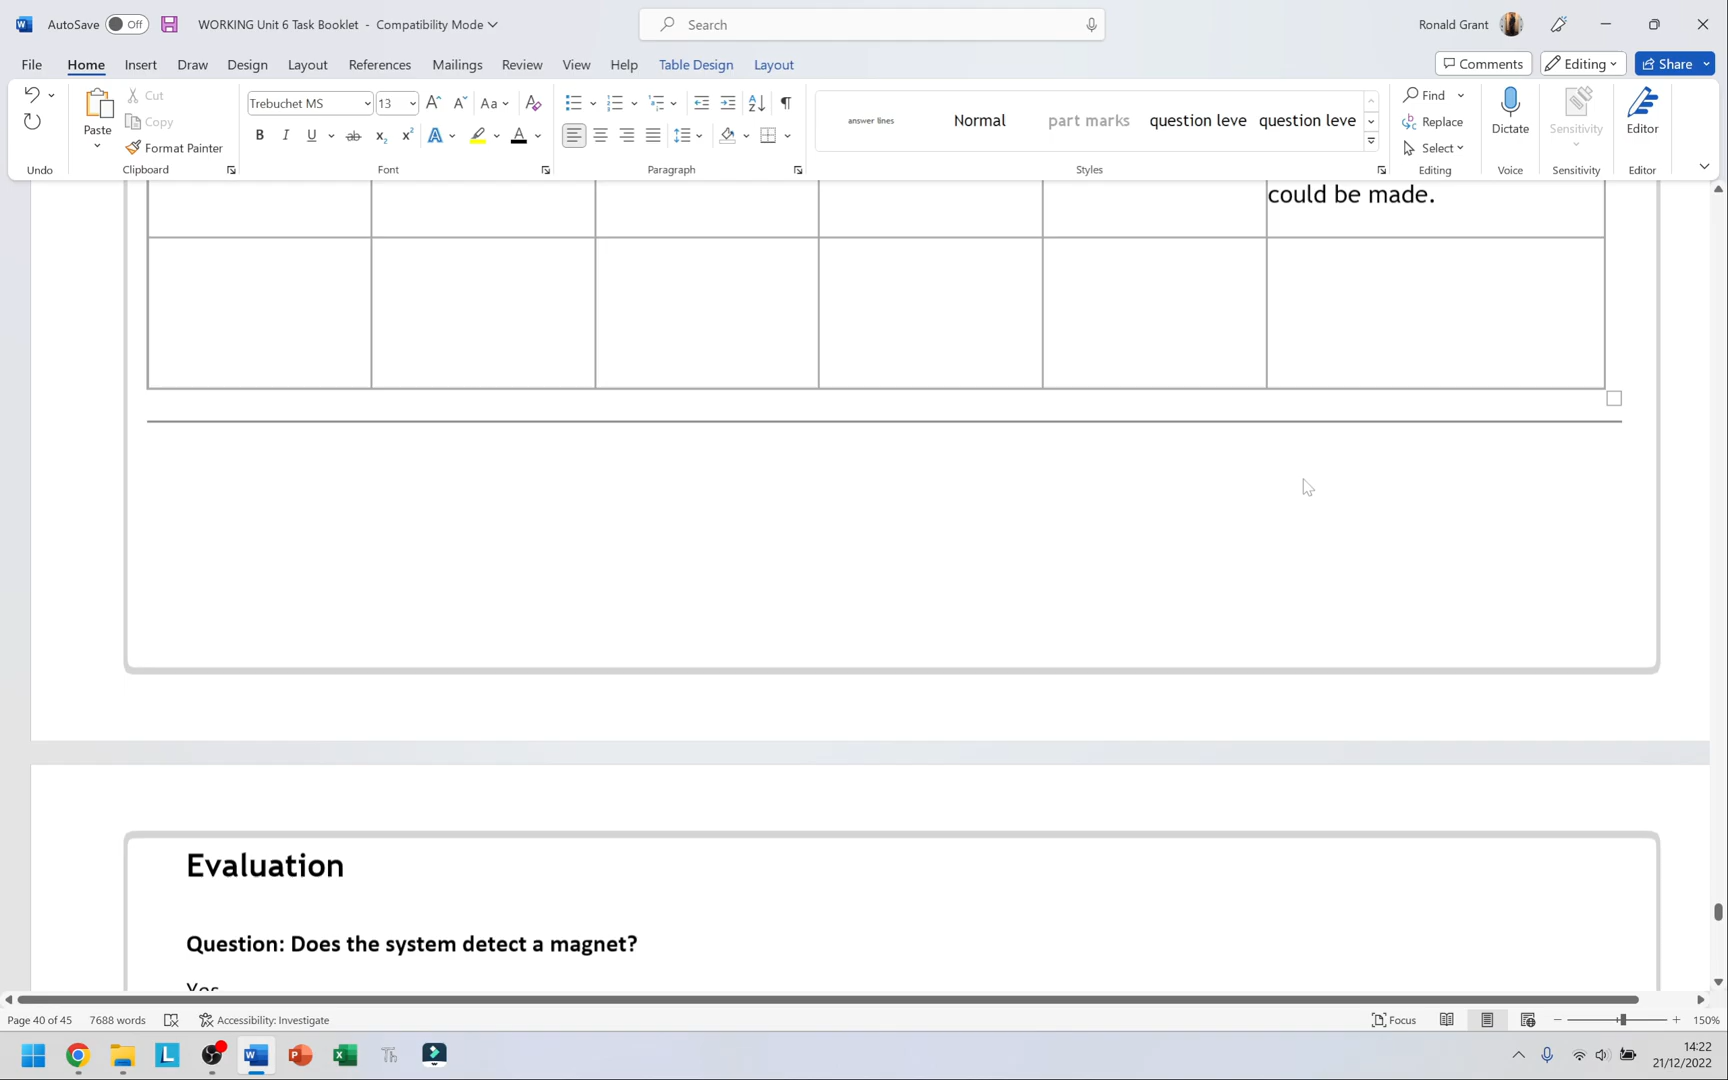 AutoSave Off WORKING Unit 6 Task Booklet - Compatibility Mode Search Ronald Grant
File Home Insert Draw Design Layout References Mailings Review View Help Table Design Layout Comments Editing Share
Paste Cut Copy Format Painter
Trebuchet MS 13
answer lines Normal part marks question leve question leve
Find Replace Select Dictate Sensitivity Editor
Undo Clipboard Font Paragraph Styles Editing Voice Sensitivity Editor
could be made.
Evaluation
Question: Does the system detect a magnet?
Yes
Page 40 of 45 7688 words Accessibility: Investigate Focus 150%
14:22
21/12/2022